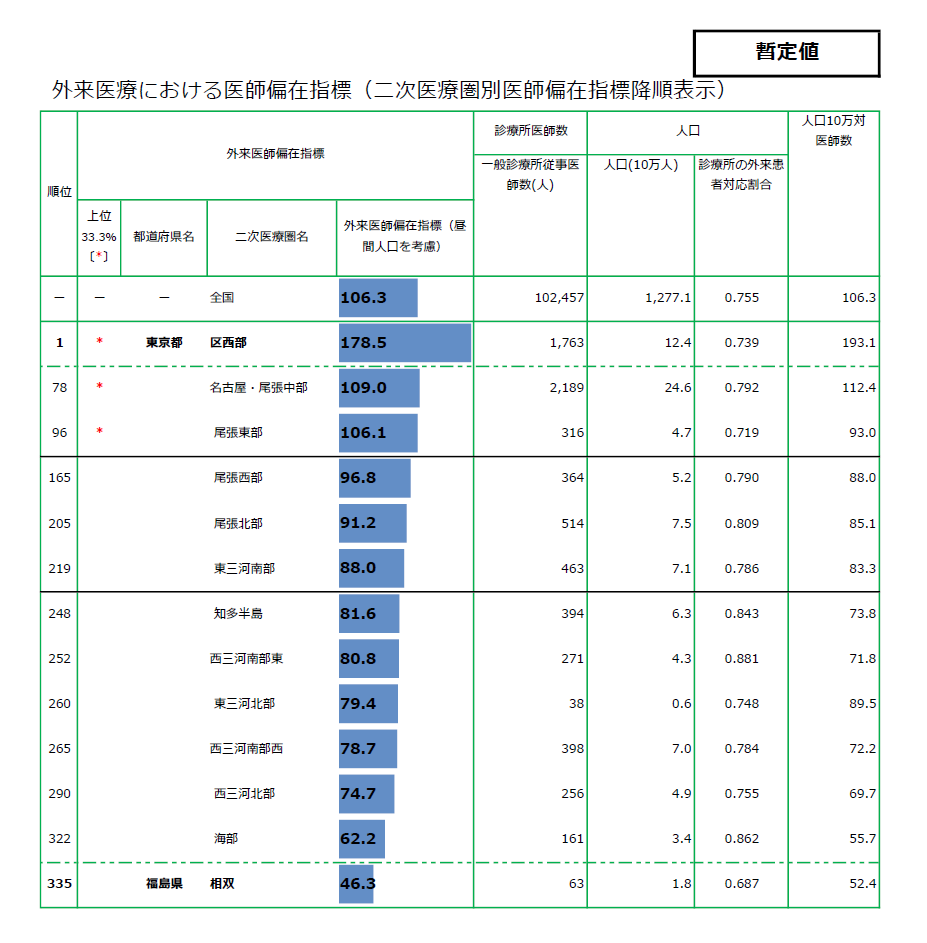 暫定値
外来医療における医師偏在指標（二次医療圏別医師偏在指標降順表示）
順位 外来医師偏在指標 診療所医師数 人口 人口10万対
医師数
一般診療所従事医
師数(人)
人口(10万人)
診療所の外来患
者対応割合
上位
33.3%
〔*〕
都道府県名
二次医療圏名
外来医師偏在指標（昼
間人口を考慮）
－ － － 全国 106.3 102,457 1,277.1 0.755 106.3
1 * 東京都 区西部 178.5 1,763 12.4 0.739 193.1
78 * 名古屋・尾張中部 109.0 2,189 24.6 0.792 112.4
96 * 尾張東部 106.1 316 4.7 0.719 93.0
165 尾張西部 96.8 364 5.2 0.790 88.0
205 尾張北部 91.2 514 7.5 0.809 85.1
219 東三河南部 88.0 463 7.1 0.786 83.3
248 知多半島 81.6 394 6.3 0.843 73.8
252 西三河南部東 80.8 271 4.3 0.881 71.8
260 東三河北部 79.4 38 0.6 0.748 89.5
265 西三河南部西 78.7 398 7.0 0.784 72.2
290 西三河北部 74.7 256 4.9 0.755 69.7
322 海部 62.2 161 3.4 0.862 55.7
335 福島県 相双 46.3 63 1.8 0.687 52.4